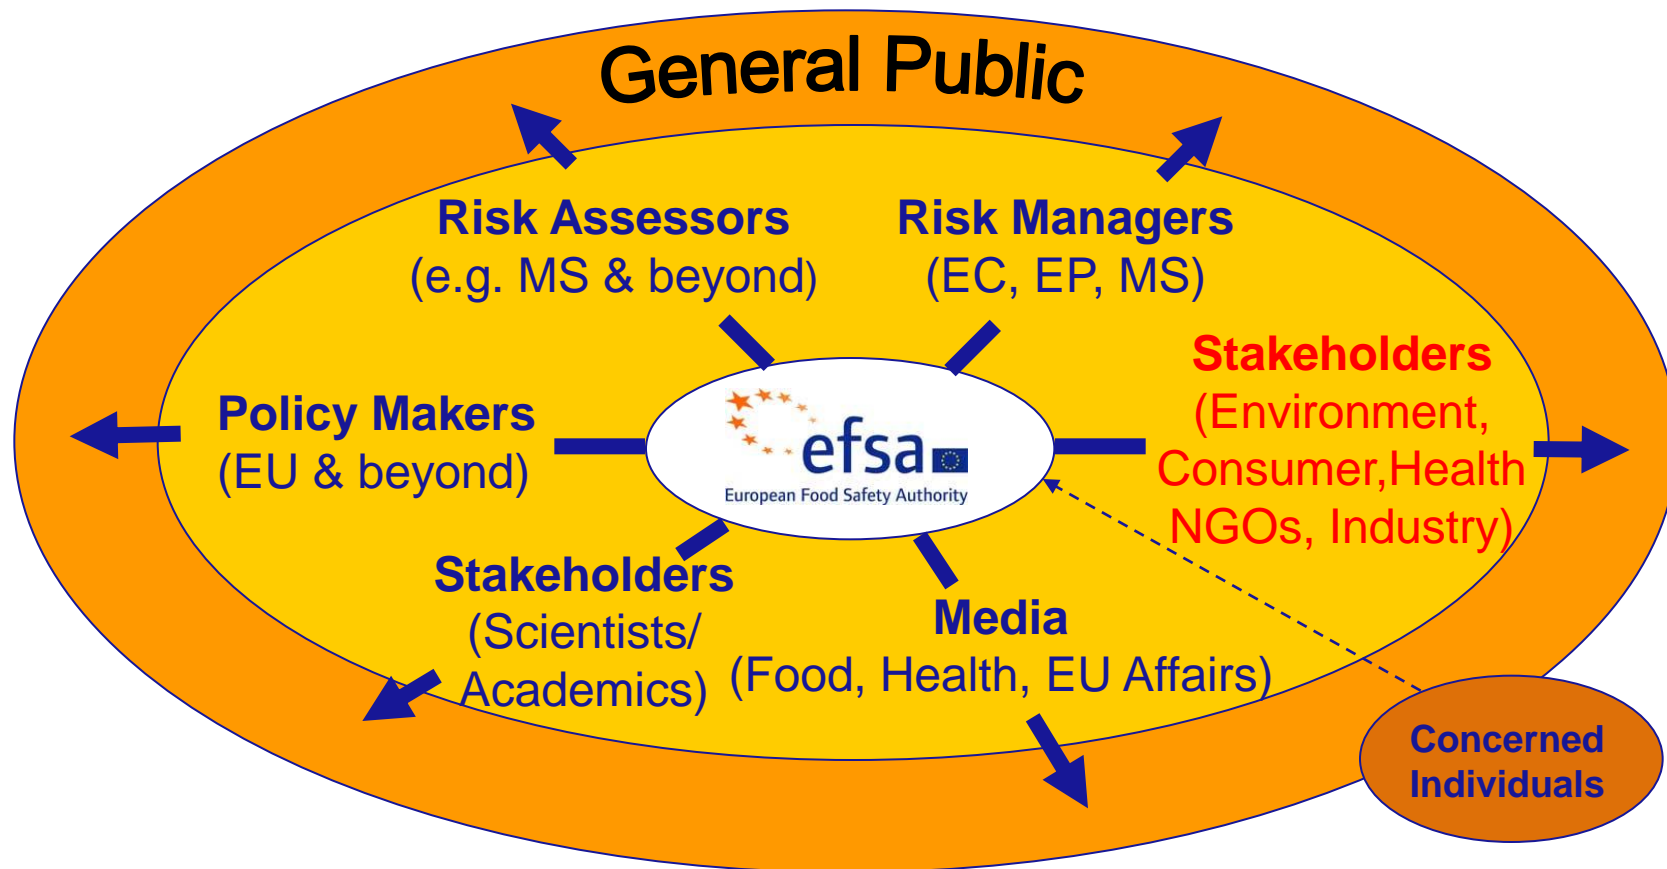 General Public
Risk Assessors
(e.g. MS & beyond)
Risk Managers
(EC, EP, MS)
Stakeholders
(Environment,
Consumer,Health
NGOs, Industry)
Policy Makers
(EU & beyond)
efsa
European Food Safety Authority
Stakeholders
(Scientists/
Academics)
Media
(Food, Health, EU Affairs)
Concerned
Individuals